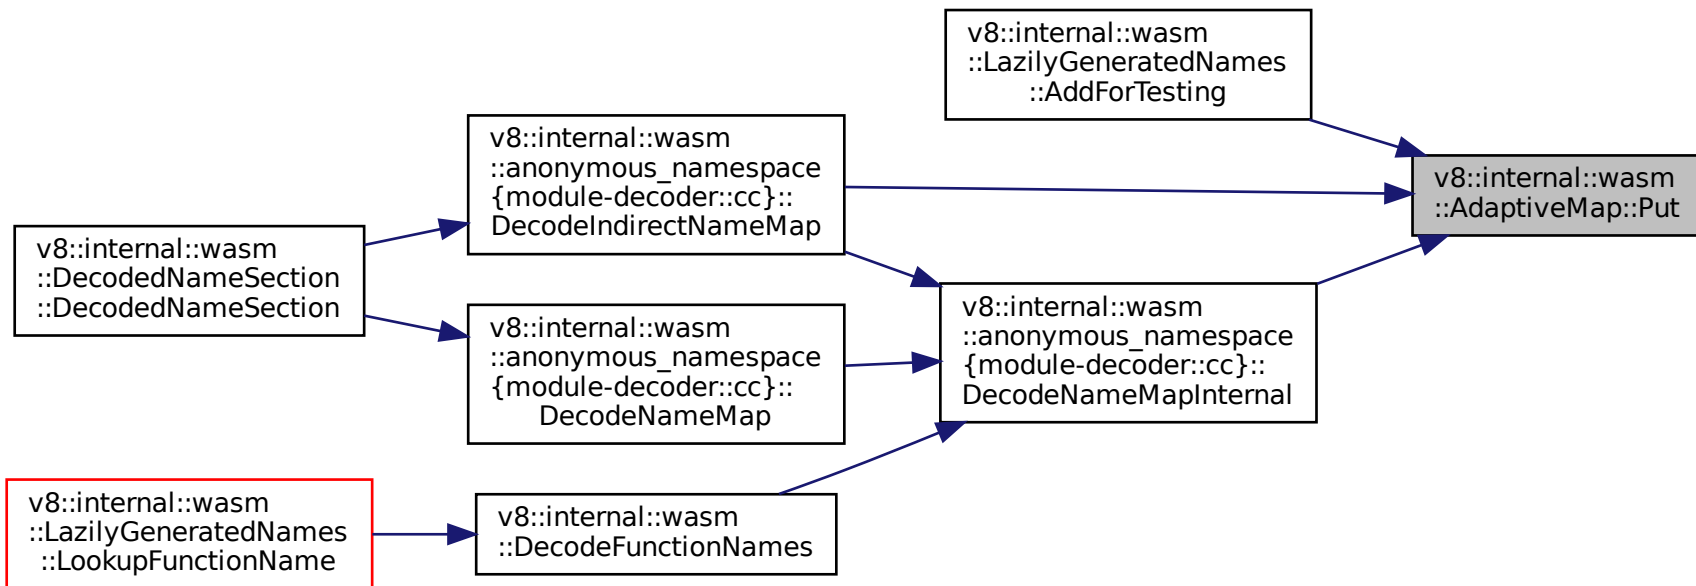 v8::internal::wasm
::LazilyGeneratedNames
::AddForTesting
v8::internal::wasm
::anonymous_namespace
{module-decoder::cc}::
DecodeIndirectNameMap
v8::internal::wasm
::AdaptiveMap::Put
v8::internal::wasm
::DecodedNameSection
::DecodedNameSection
v8::internal::wasm
::anonymous_namespace
{module-decoder::cc}::
DecodeNameMap
v8::internal::wasm
::anonymous_namespace
{module-decoder::cc}::
DecodeNameMapInternal
v8::internal::wasm
::LazilyGeneratedNames
::LookupFunctionName
v8::internal::wasm
::DecodeFunctionNames